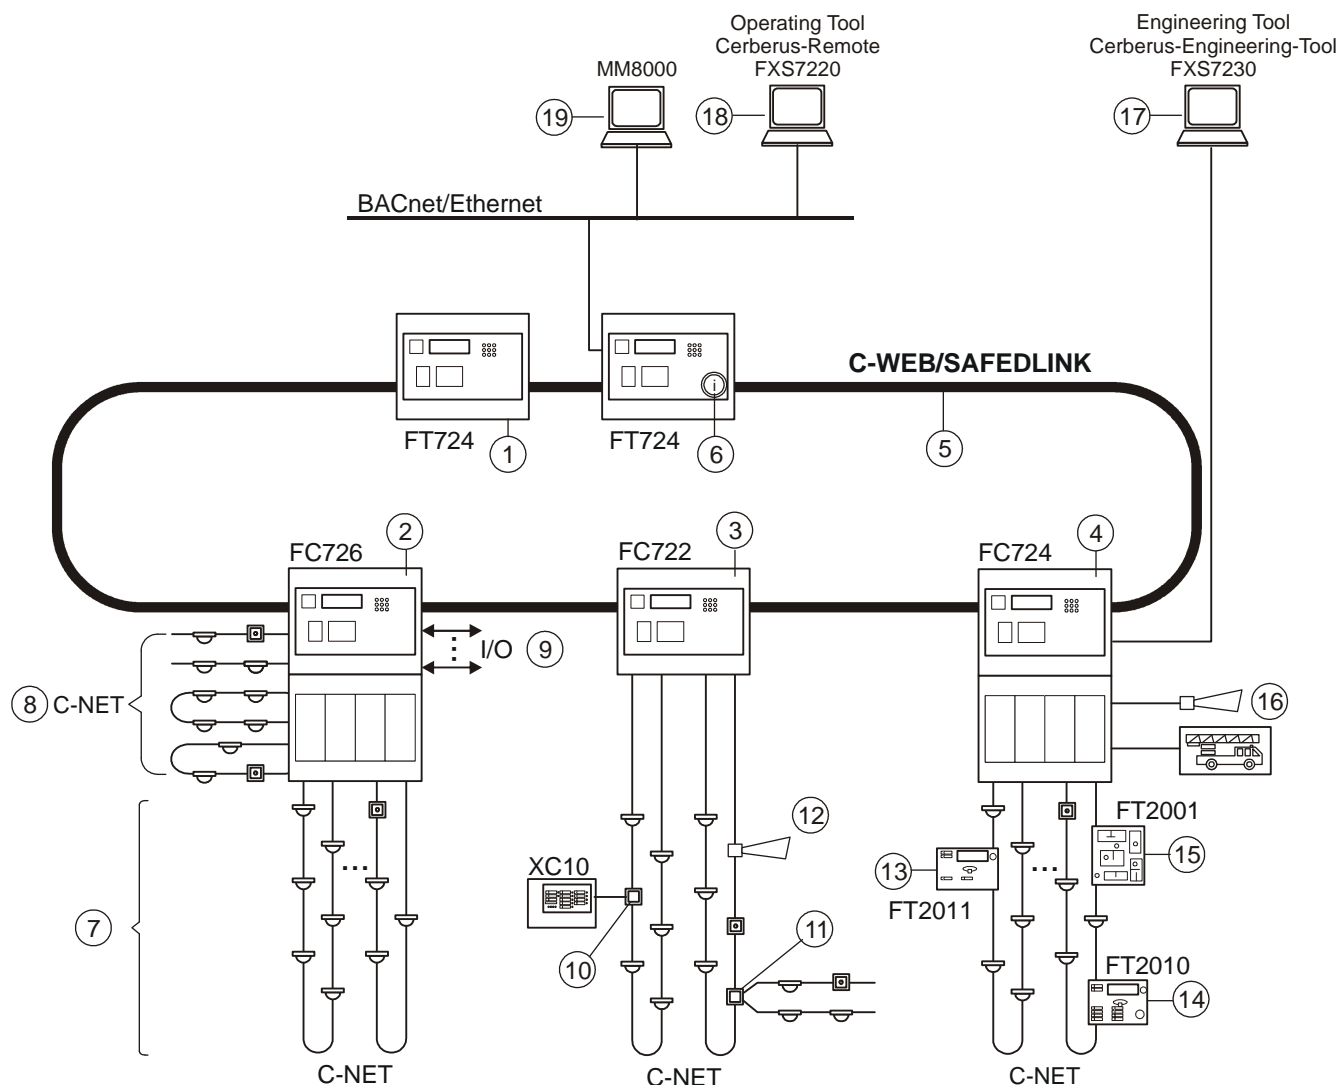 Operating Tool
Cerberus-Remote
FXS7220
Engineering Tool
Cerberus-Engineering-Tool
FXS7230
MM8000
19
18
17
BACnet/Ethernet
C-WEB/SAFEDLINK
i
FT724
1
FT724
6
5
FC726
2
FC722
3
FC724
4
I/O
9
8
C-NET
16
12
FT2001
XC10
13
15
FT2011
7
11
10
FT2010
14
C-NET
C-NET
C-NET